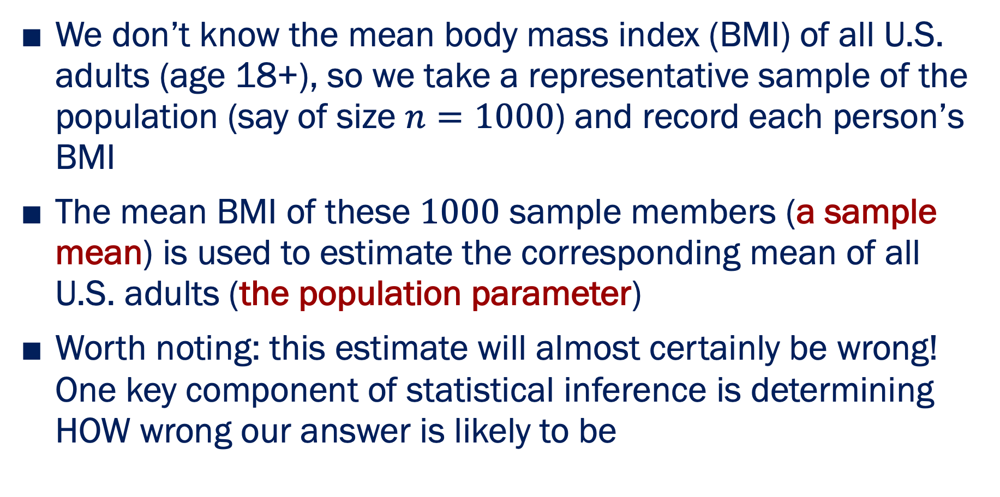 ■ We don’t know the mean body mass index (BMI) of all U.S.
adults (age 18+), so we take a representative sample of the
population (say of size 𝑛 = 1000) and record each person’s
BMI
■ The mean BMI of these 1000 sample members (a sample
mean) is used to estimate the corresponding mean of all
U.S. adults (the population parameter)
■ Worth noting: this estimate will almost certainly be wrong!
One key component of statistical inference is determining
HOW wrong our answer is likely to be